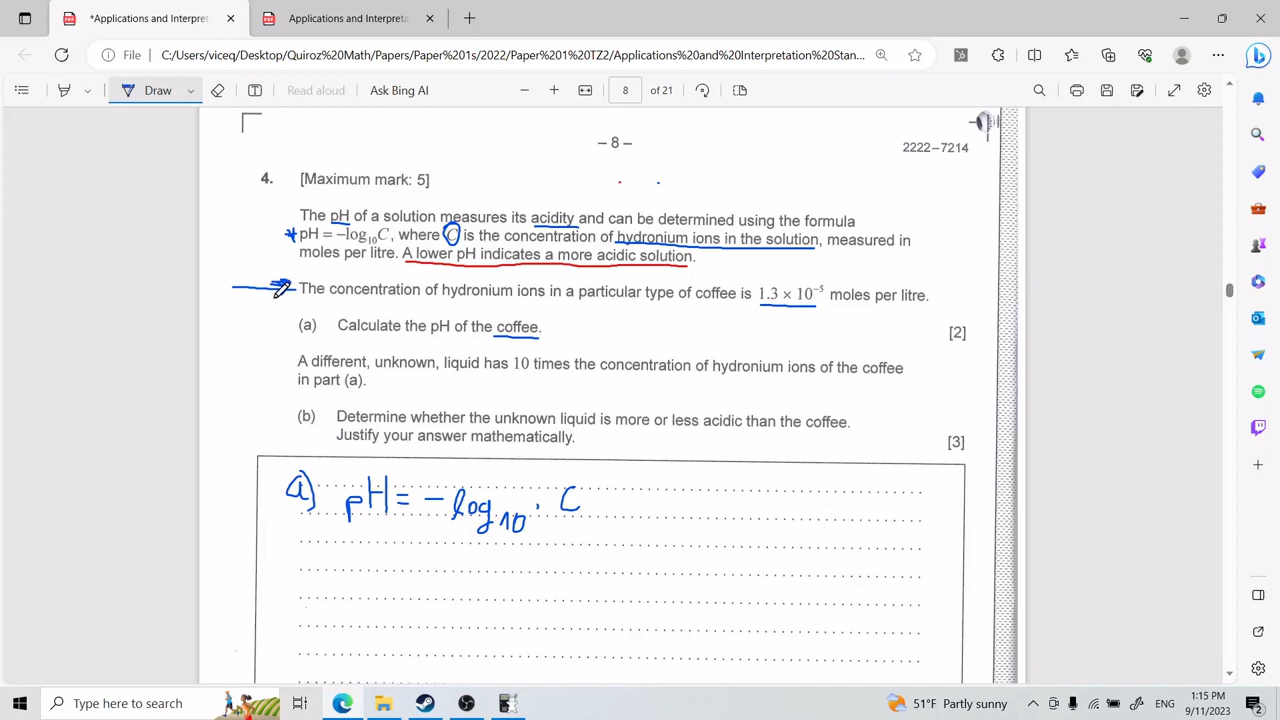 *Applications and Interpret
Applications and Interpreta
File
C:/Users/viceq/Desktop/Quiroz%20Math/Papers/Paper%201s/2022/Paper%201%20TZ2/Applications%20and%20Interpretation%20Stan...
Draw
Read aloud
Ask Bing AI
8
of 21
– 8 –
2222–7214
4. [Maximum mark: 5]
The pH of a solution measures its acidity and can be determined using the formula
pH = −log₁₀C, where C is the concentration of hydronium ions in the solution, measured in
moles per litre. A lower pH indicates a more acidic solution.
The concentration of hydronium ions in a particular type of coffee is 1.3 × 10⁻⁵ moles per litre.
(a) Calculate the pH of the coffee. [2]
A different, unknown, liquid has 10 times the concentration of hydronium ions of the coffee
in part (a).
(b) Determine whether the unknown liquid is more or less acidic than the coffee.
Justify your answer mathematically. [3]
a) pH = − log₁₀ · C
Type here to search
51°F Partly sunny
ENG
1:15 PM
9/11/2023
2